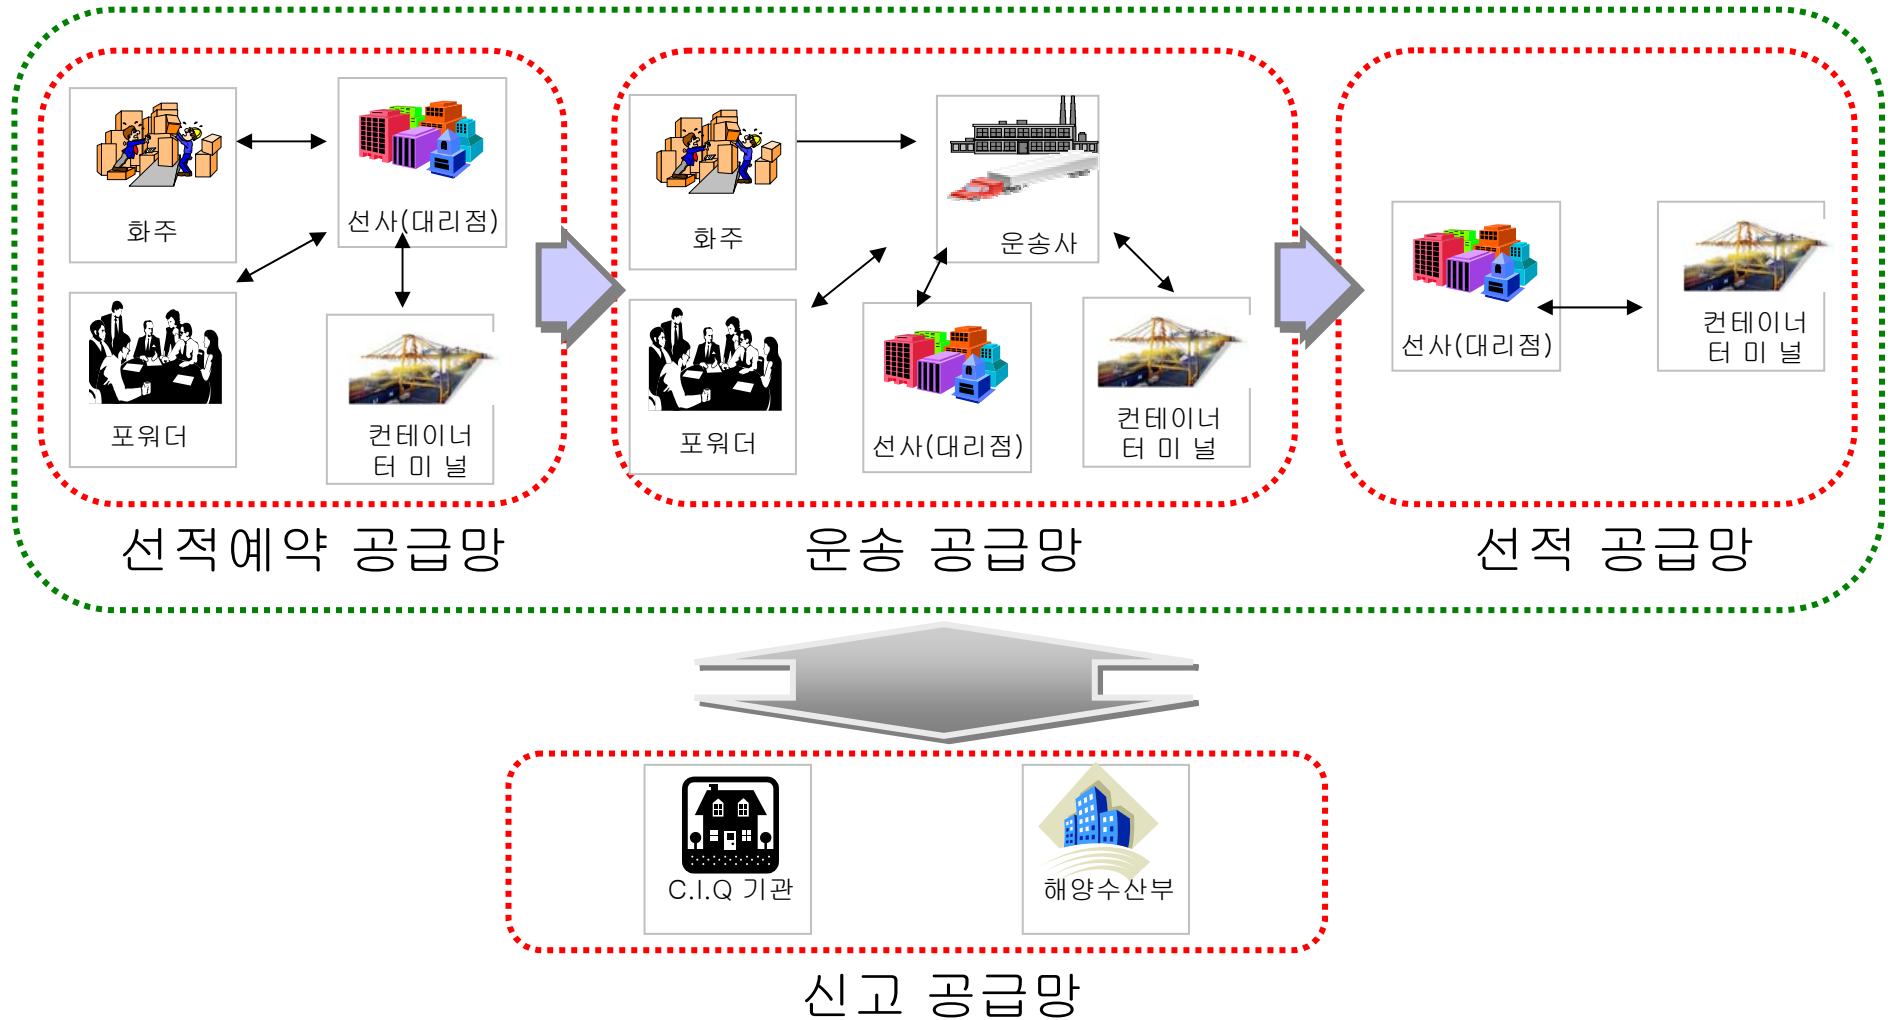 화주
선사(대리점)
포워더
컨테이너
터 미 널
선적예약 공급망
화주
운송사
포워더
선사(대리점)
컨테이너
터 미 널
운송 공급망
선사(대리점)
컨테이너
터 미 널
선적 공급망
C.I.Q 기관
해양수산부
신고 공급망